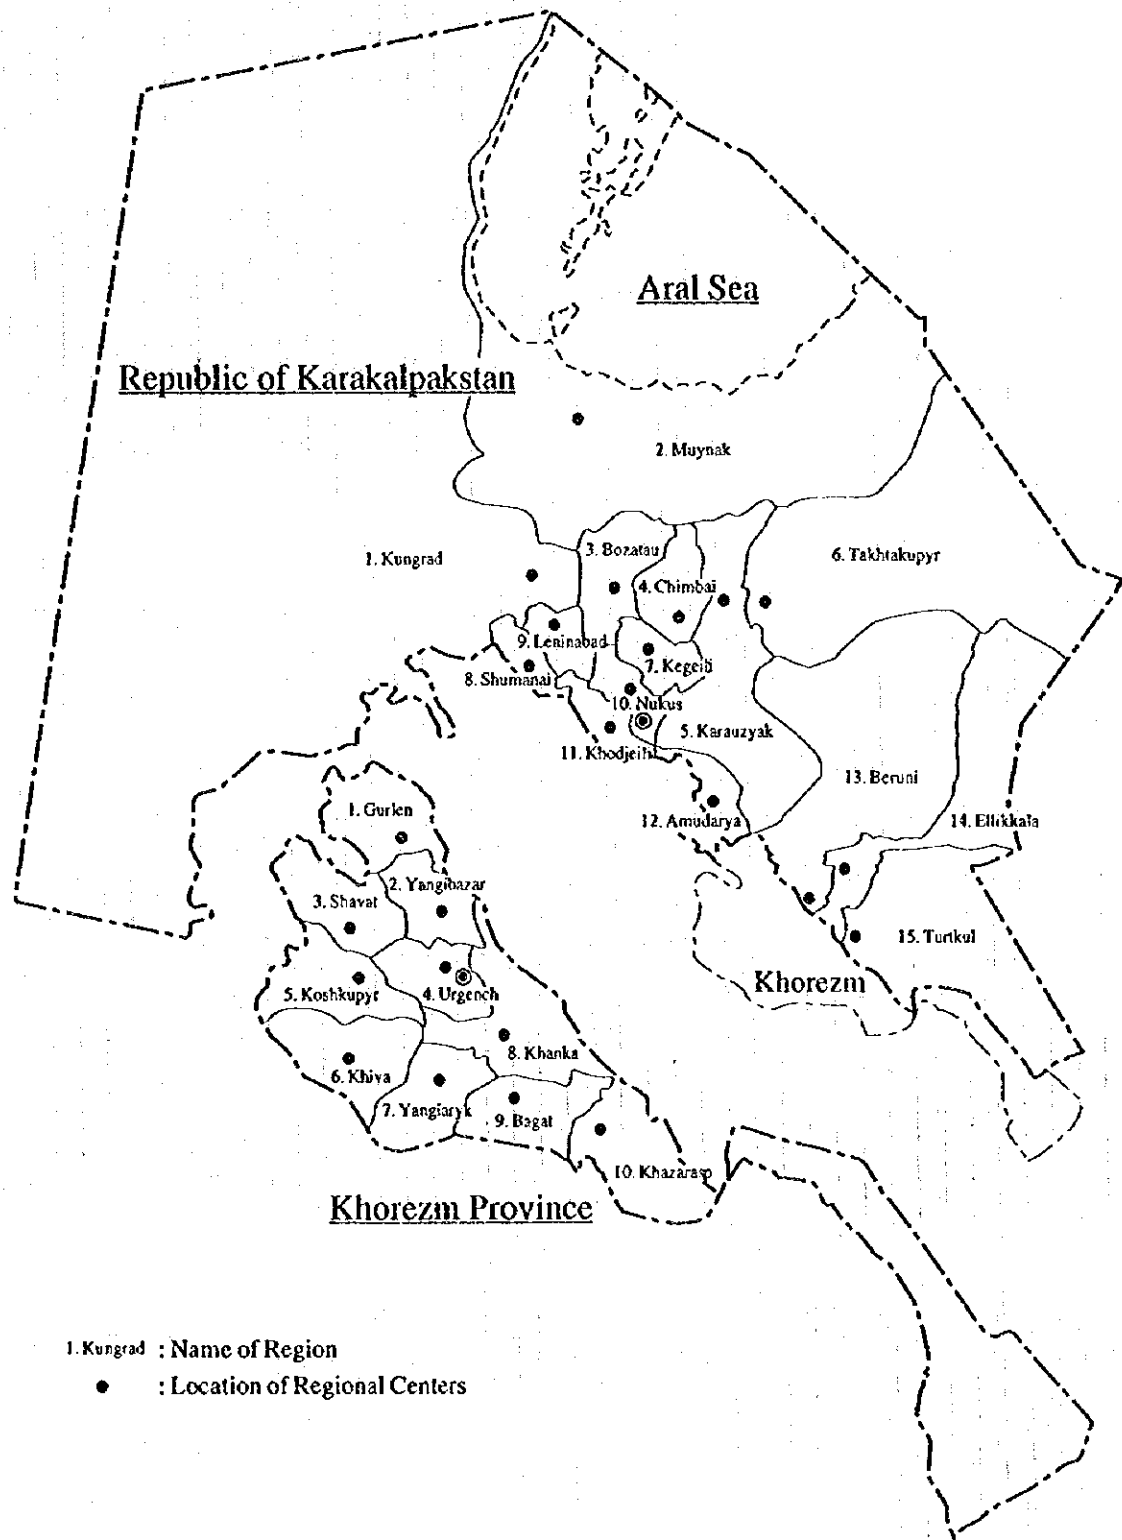 Aral Sea
Republic of Karakalpakstan
2. Muynak
1. Kungrad
3. Bozatau
6. Takhtakupyr
4. Chimbai
9. Leninabad
7. Kegeili
8. Shumanai
10. Nukus
5. Karauzyak
11. Khodjeili
13. Beruni
12. Amudarya
14. Ellikkala
1. Gurlen
2. Yangibazar
3. Shavat
15. Turtkul
Khorezm
5. Koshkupyr
4. Urgench
8. Khanka
6. Khiva
7. Yangiaryk
9. Bagat
10. Khazarasp
Khorezm Province
1. Kungrad : Name of Region
: Location of Regional Centers